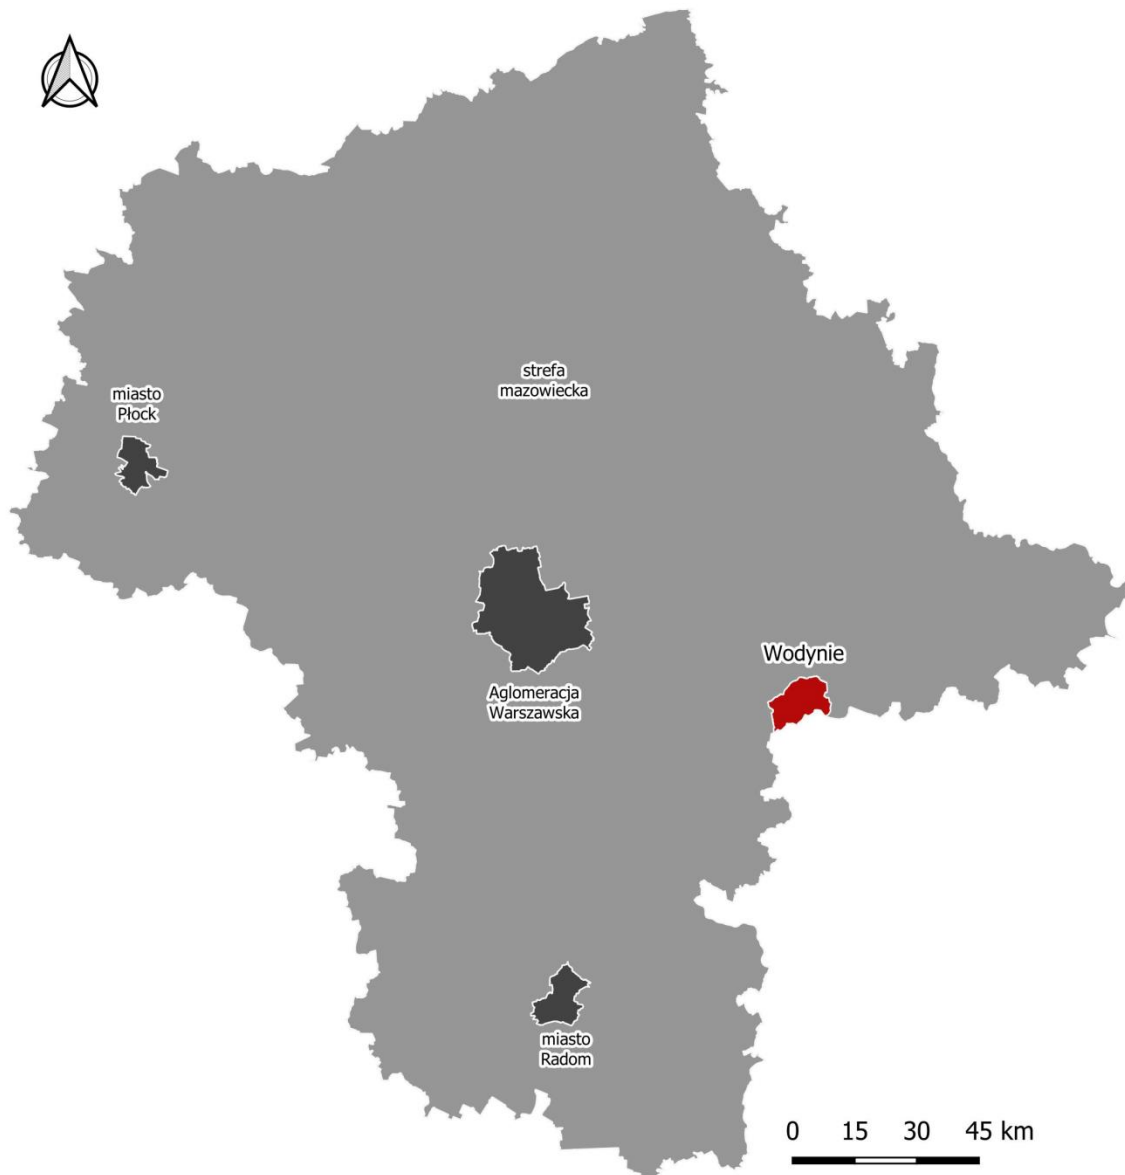 strefa
mazowiecka
miasto
Płock
Wodynie
Aglomeracja
Warszawska
miasto
Radom
0 15 30 45 km